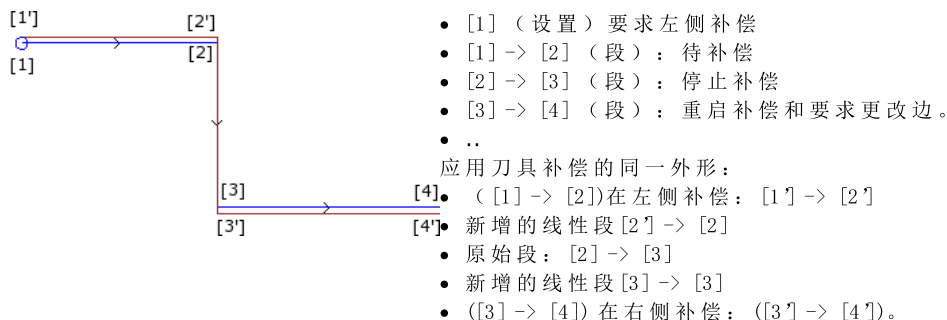 [1']
[2']
[1]
[2]
[3]
[4]
[3']
[4']
• [1] （设置）要求左侧补偿
• [1] -> [2] （段）：待补偿
• [2] -> [3] （段）：停止补偿
• [3] -> [4] （段）：重启补偿和要求更改边。
• ..
应用刀具补偿的同一外形：
• （[1] -> [2])在左侧补偿：[1'] -> [2']
• 新增的线性段[2'] -> [2]
• 原始段：[2] -> [3]
• 新增的线性段[3] -> [3]
• ([3] -> [4]) 在右侧补偿：([3'] -> [4'])。